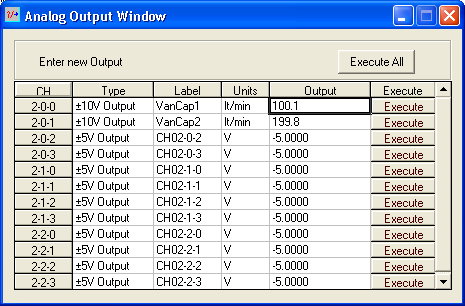 Analog Output Window
Enter new Output Execute All
CH Type Label Units Output Execute
2-0-0 ±10V Output VanCap1 lt/min 100.1 Execute
2-0-1 ±10V Output VanCap2 lt/min 199.8 Execute
2-0-2 ±5V Output CH02-0-2 V -5.0000 Execute
2-0-3 ±5V Output CH02-0-3 V -5.0000 Execute
2-1-0 ±5V Output CH02-1-0 V -5.0000 Execute
2-1-1 ±5V Output CH02-1-1 V -5.0000 Execute
2-1-2 ±5V Output CH02-1-2 V -5.0000 Execute
2-1-3 ±5V Output CH02-1-3 V -5.0000 Execute
2-2-0 ±5V Output CH02-2-0 V -5.0000 Execute
2-2-1 ±5V Output CH02-2-1 V -5.0000 Execute
2-2-2 ±5V Output CH02-2-2 V -5.0000 Execute
2-2-3 ±5V Output CH02-2-3 V -5.0000 Execute